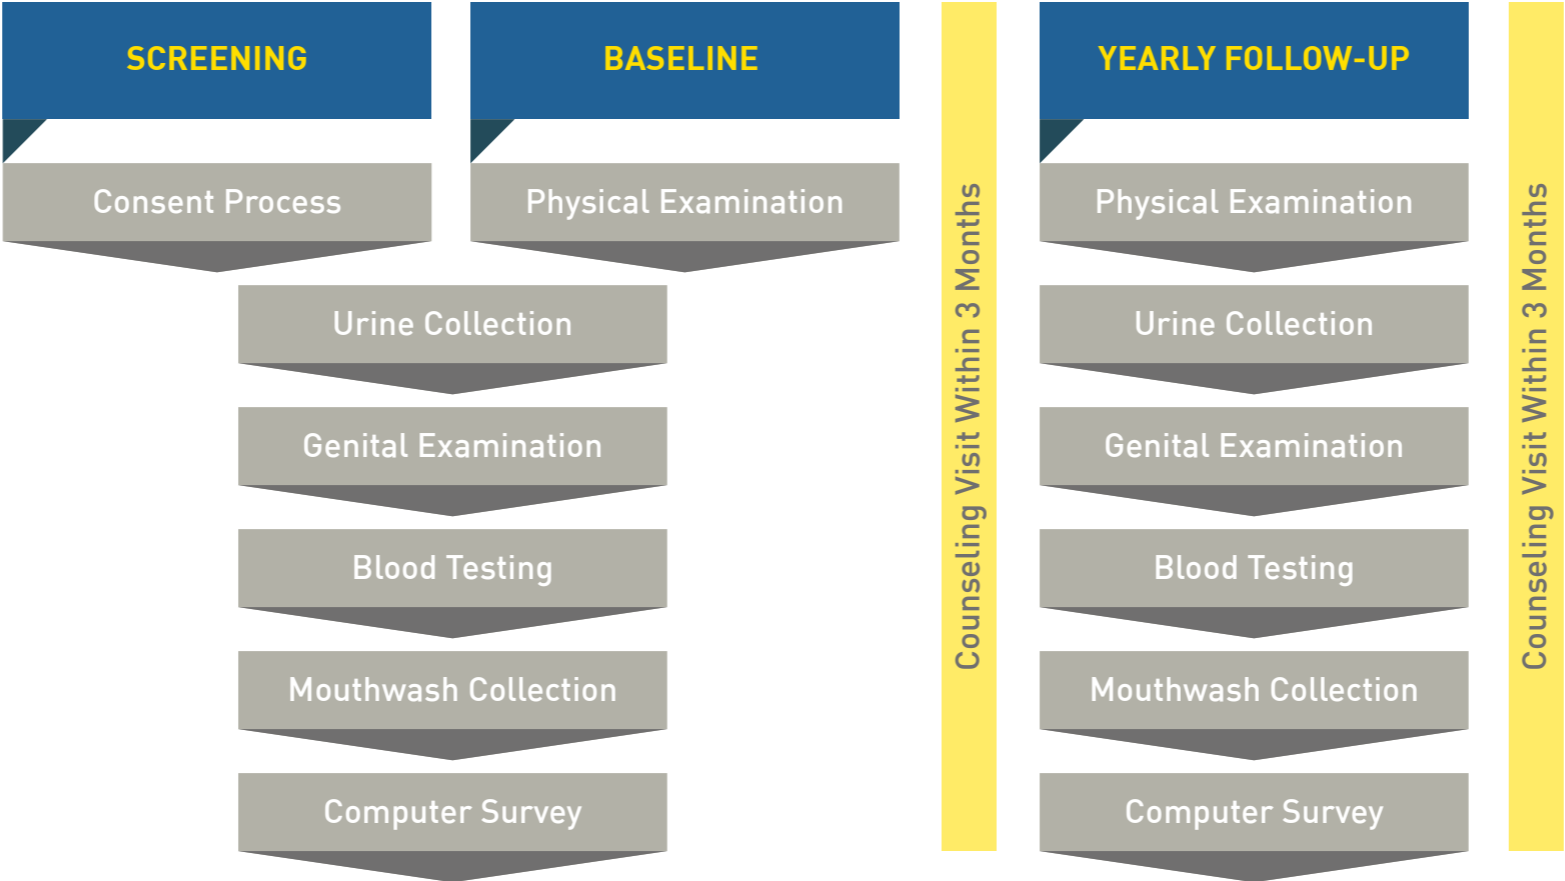 SCREENING
BASELINE
Consent Process
Physical Examination
Urine Collection
Genital Examination
Blood Testing
Mouthwash Collection
Computer Survey
Counseling Visit Within 3 Months
YEARLY FOLLOW-UP
Physical Examination
Urine Collection
Genital Examination
Blood Testing
Mouthwash Collection
Computer Survey
Counseling Visit Within 3 Months